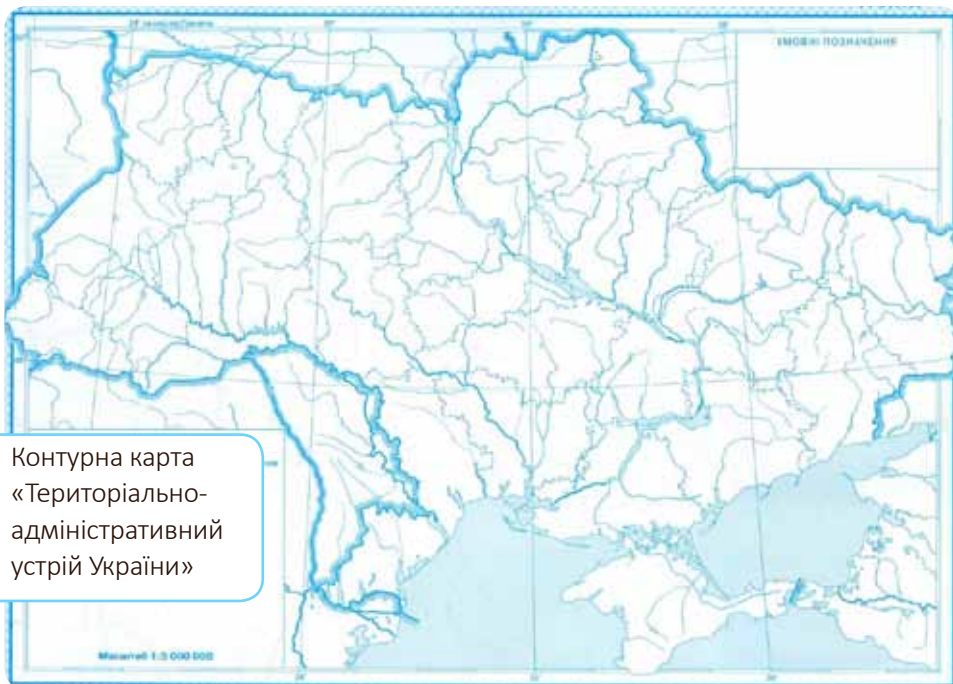 УМОВНІ ПОЗНАЧЕННЯ
Контурна карта
«Територіально-
адміністративний
устрій України»
Масштаб 1:3 000 000